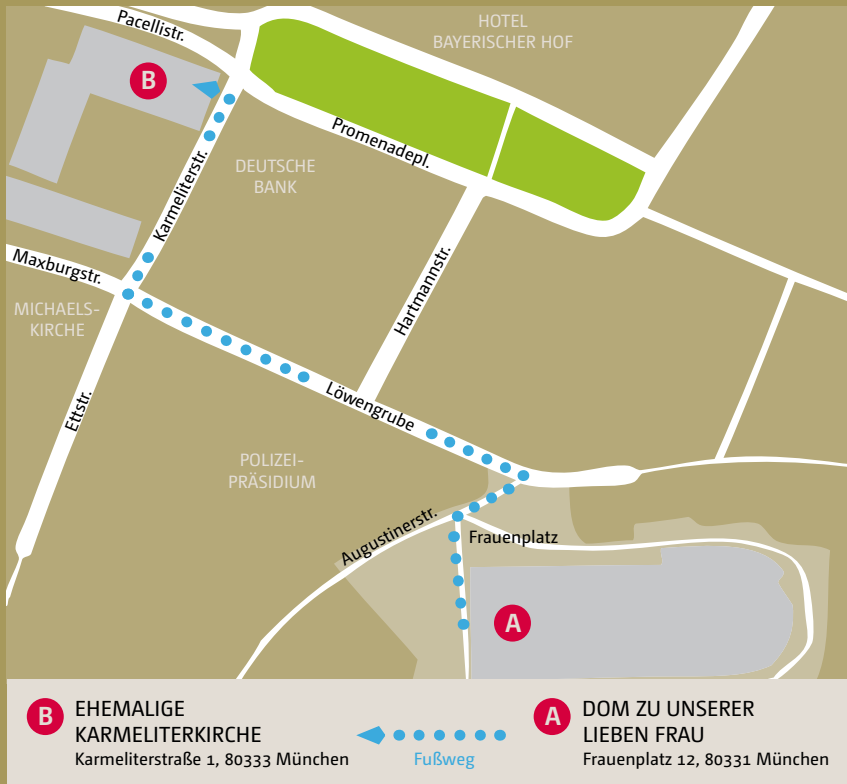 Pacellistr.
HOTEL
BAYERISCHER HOF
B
Promenadepl.
DEUTSCHE
BANK
Karmeliterstr.
Maxburgstr.
Hartmannstr.
MICHAELS-
KIRCHE
Ettstr.
Löwengrube
POLIZEI-
PRÄSIDIUM
Augustinerstr.
Frauenplatz
A
B
EHEMALIGE
KARMELITERKIRCHE
Karmeliterstraße 1, 80333 München
Fußweg
A
DOM ZU UNSERER
LIEBEN FRAU
Frauenplatz 12, 80331 München